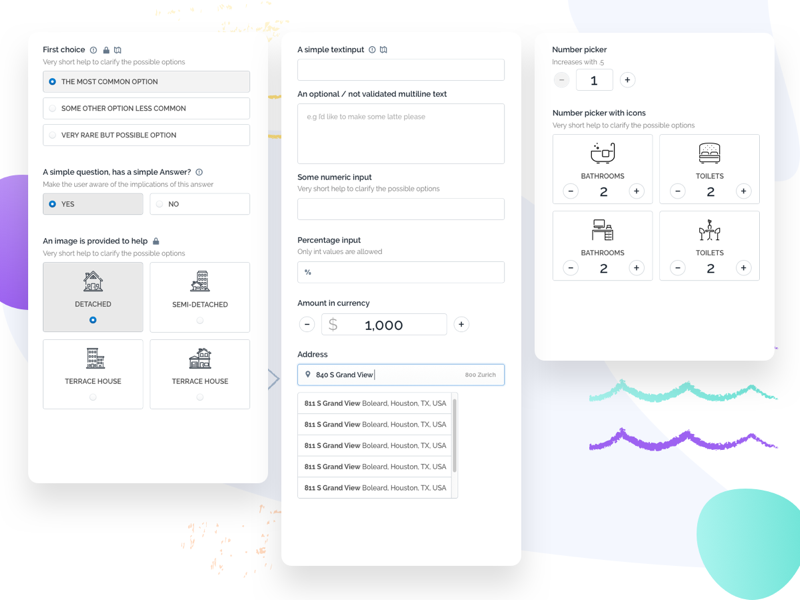 First choice
Very short help to clarify the possible options
THE MOST COMMON OPTION
SOME OTHER OPTION LESS COMMON
VERY RARE BUT POSSIBLE OPTION
A simple question, has a simple Answer?
Make the user aware of the implications of this answer
YES
NO
An image is provided to help
Very short help to clarify the possible options
DETACHED
SEMI-DETACHED
TERRACE HOUSE
TERRACE HOUSE
A simple textinput
An optional / not validated multiline text
e.g I'd like to make some latte please
Some numeric input
Very short help to clarify the possible options
Percentage input
Only int values are allowed
%
Amount in currency
− $ 1,000 +
Address
840 S Grand View 800 Zurich
811 S Grand View Boleard, Houston, TX, USA
811 S Grand View Boleard, Houston, TX, USA
811 S Grand View Boleard, Houston, TX, USA
811 S Grand View Boleard, Houston, TX, USA
811 S Grand View Boleard, Houston, TX, USA
Number picker
Increases with .5
− 1 +
Number picker with icons
Very short help to clarify the possible options
BATHROOMS
− 2 +
TOILETS
− 2 +
BATHROOMS
− 2 +
TOILETS
− 2 +